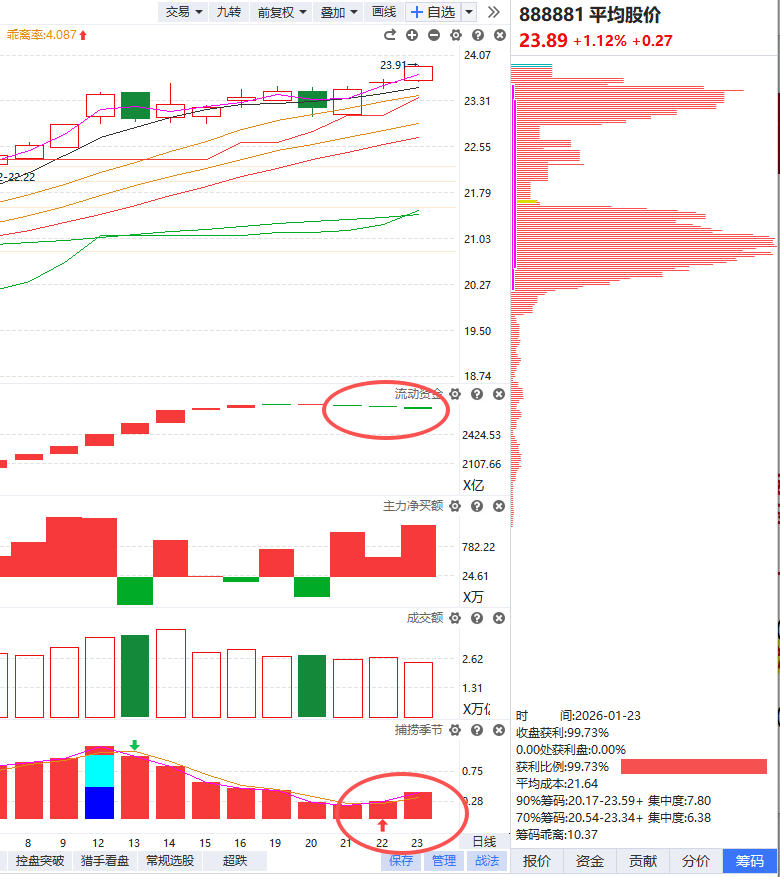 交易 九转 前复权 叠加 画线 + 自选
888881 平均股价
23.89 +1.12% +0.27
乖离率:4.087
24.07
23.91
23.31
22.55
2-22.22
21.79
21.03
20.27
19.50
18.74
流动资金
2424.53
2107.66
X亿
主力净买额
782.22
24.61
X万
成交额
2.62
1.31
X万亿
捕捞季节
0.75
0.28
8 9 12 13 14 15 16 19 20 21 22 23 日线
控盘突破 猎手看盘 常规选股 超跌 保存 管理 战法
时 间:2026-01-23
收盘获利:99.73%
0.00处获利盘:0.00%
获利比例:99.73%
平均成本:21.64
90%筹码:20.17-23.59+ 集中度:7.80
70%筹码:20.54-23.34+ 集中度:6.38
筹码乖离:10.37
报价 资金 贡献 分价 筹码